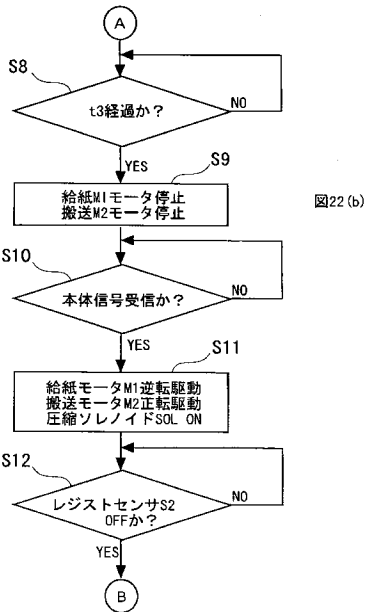 A
S8
t3経過か?
NO
YES
S9
給紙M1モータ停止
搬送M2モータ停止
図22(b)
S10
本体信号受信か?
NO
YES
S11
給紙モータM1逆転駆動
搬送モータM2正転駆動
圧縮ソレノイドSOL ON
S12
レジストセンサS2
OFFか?
NO
YES
B